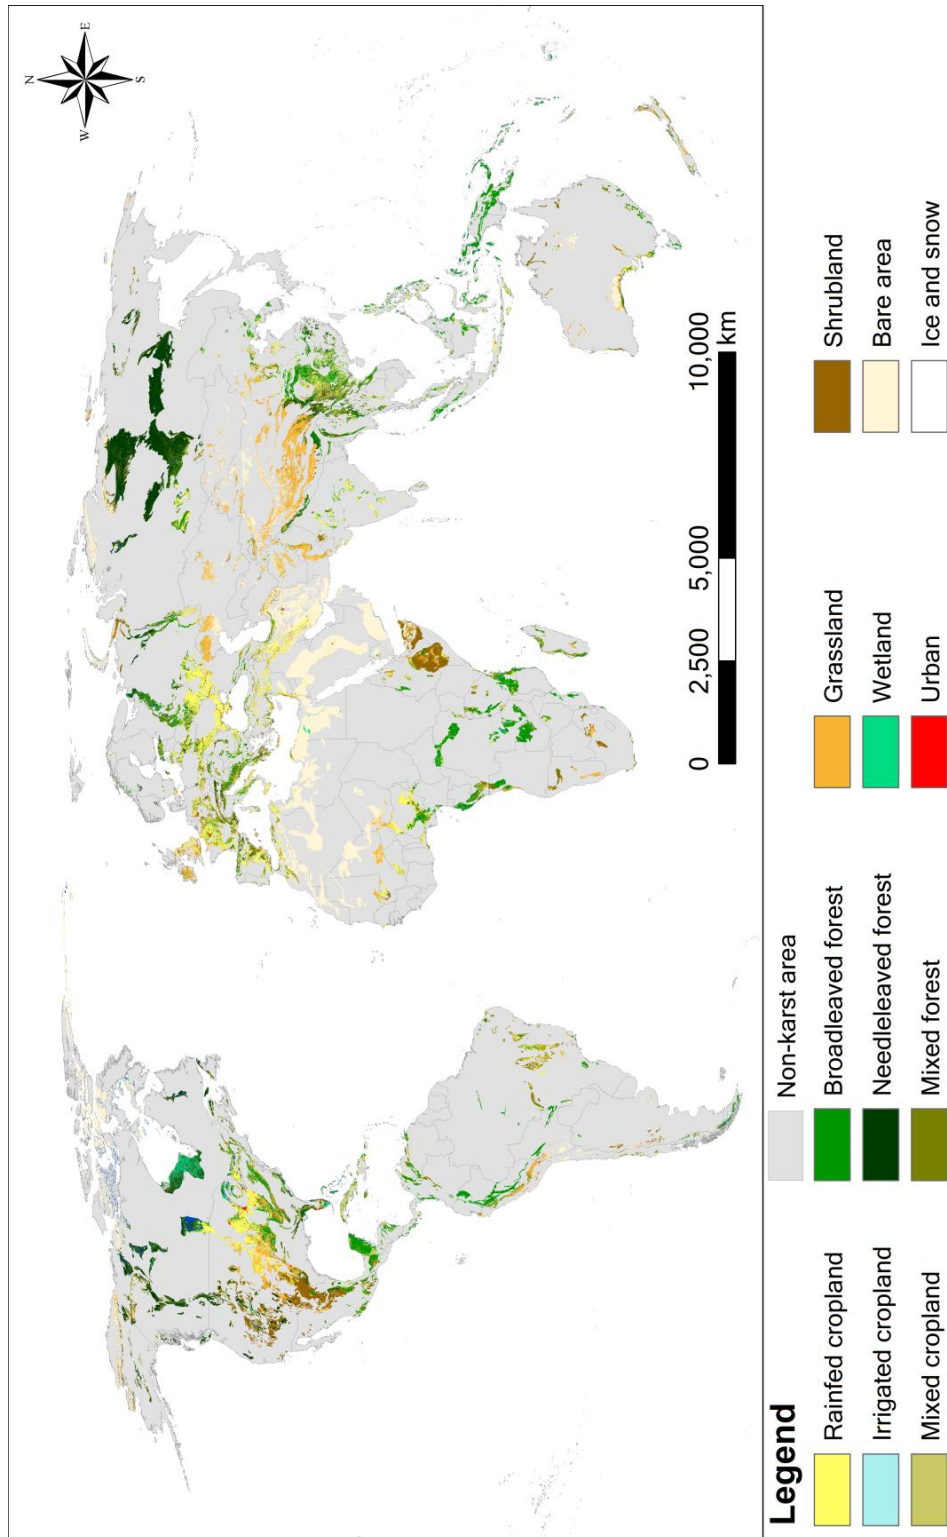 N
W
E
S
0
2,500
5,000
10,000
km
Legend
Non-karst area
Rainfed cropland
Broadleaved forest
Grassland
Shrubland
Irrigated cropland
Needleleaved forest
Wetland
Bare area
Mixed cropland
Mixed forest
Urban
Ice and snow